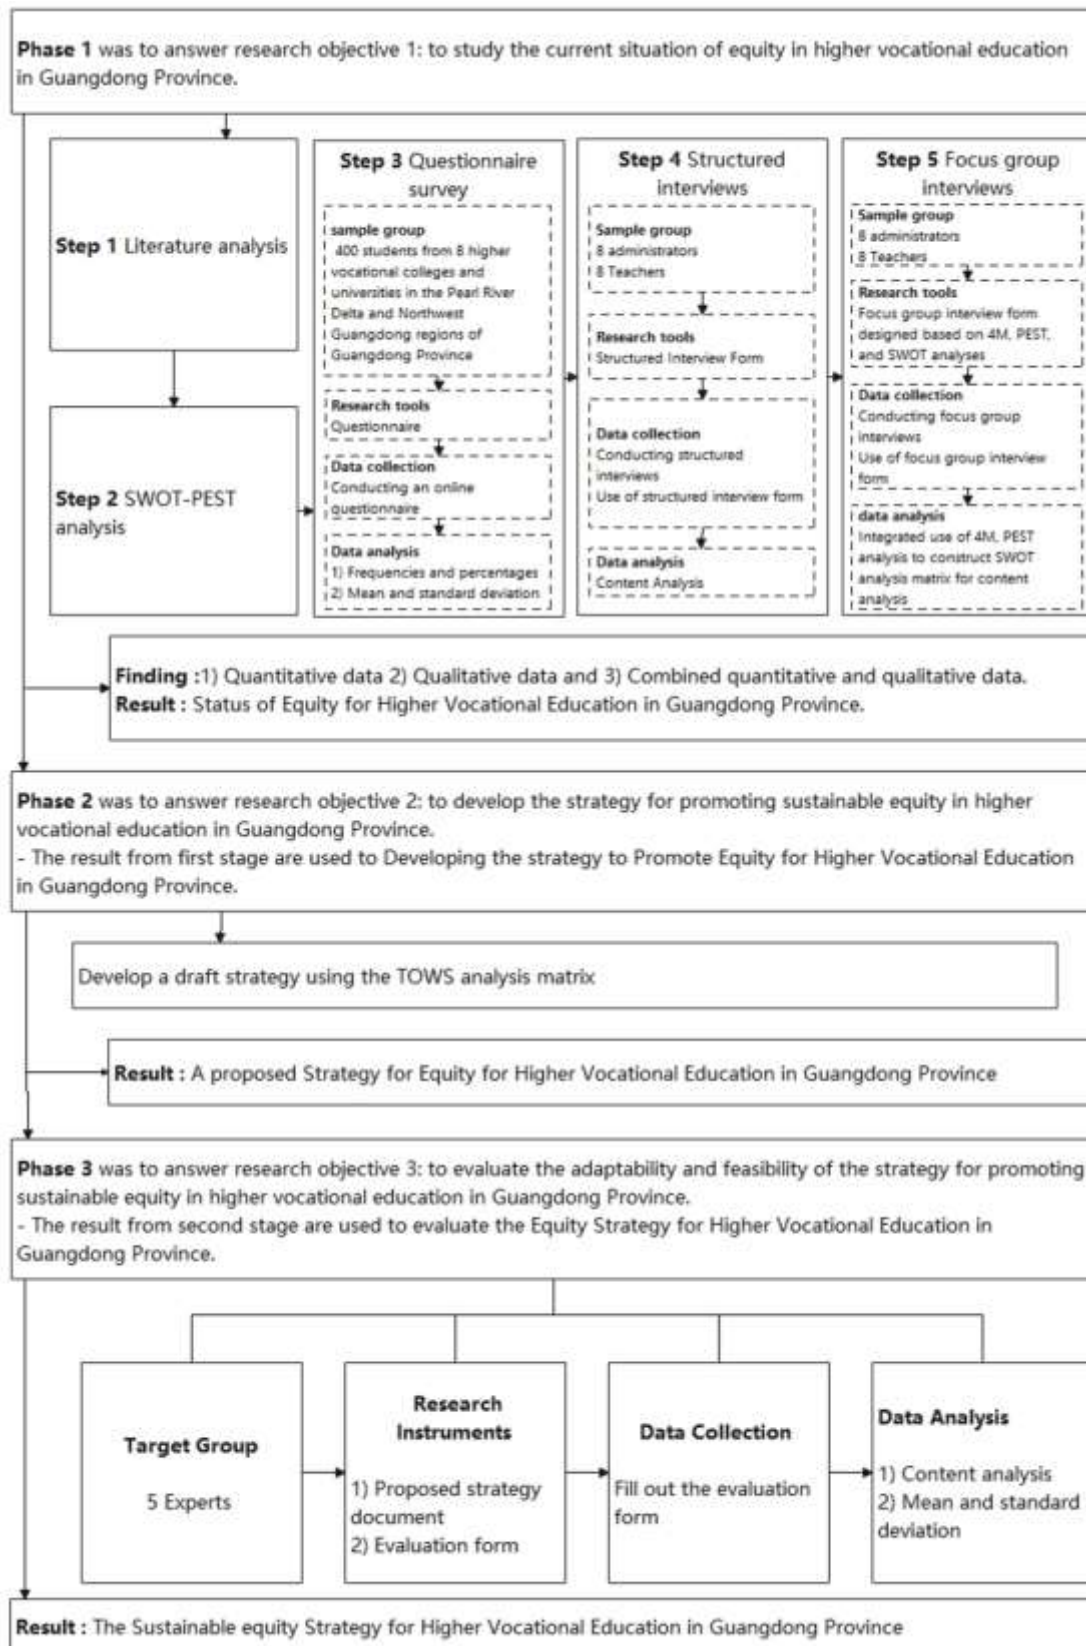 Phase 1 was to answer research objective 1: to study the current situation of equity in higher vocational education
in Guangdong Province.
Step 1 Literature analysis
Step 2 SWOT-PEST
analysis
Step 3 Questionnaire
survey
sample group
400 students from 8 higher
vocational colleges and
universities in the Pearl River
Delta and Northwest
Guangdong regions of
Guangdong Province
Research tools
Questionnaire
Data collection
Conducting an online
questionnaire
Data analysis
1) Frequencies and percentages
2) Mean and standard deviation
Step 4 Structured
interviews
Sample group
8 administrators
8 Teachers
Research tools
Structured Interview Form
Data collection
Conducting structured
interviews
Use of structured interview form
Data analysis
Content Analysis
Step 5 Focus group
interviews
Sample group
8 administrators
8 Teachers
Research tools
Focus group interview form
designed based on 4M, PEST,
and SWOT analyses
Data collection
Conducting focus group
interviews
Use of focus group interview
form
data analysis
Integrated use of 4M, PEST
analysis to construct SWOT
analysis matrix for content
analysis
Finding :1) Quantitative data 2) Qualitative data and 3) Combined quantitative and qualitative data.
Result : Status of Equity for Higher Vocational Education in Guangdong Province.
Phase 2 was to answer research objective 2: to develop the strategy for promoting sustainable equity in higher
vocational education in Guangdong Province.
- The result from first stage are used to Developing the strategy to Promote Equity for Higher Vocational Education
in Guangdong Province.
Develop a draft strategy using the TOWS analysis matrix
Result : A proposed Strategy for Equity for Higher Vocational Education in Guangdong Province
Phase 3 was to answer research objective 3: to evaluate the adaptability and feasibility of the strategy for promoting
sustainable equity in higher vocational education in Guangdong Province.
- The result from second stage are used to evaluate the Equity Strategy for Higher Vocational Education in
Guangdong Province.
Target Group
5 Experts
Research
Instruments
1) Proposed strategy
document
2) Evaluation form
Data Collection
Fill out the evaluation
form
Data Analysis
1) Content analysis
2) Mean and standard
deviation
Result : The Sustainable equity Strategy for Higher Vocational Education in Guangdong Province